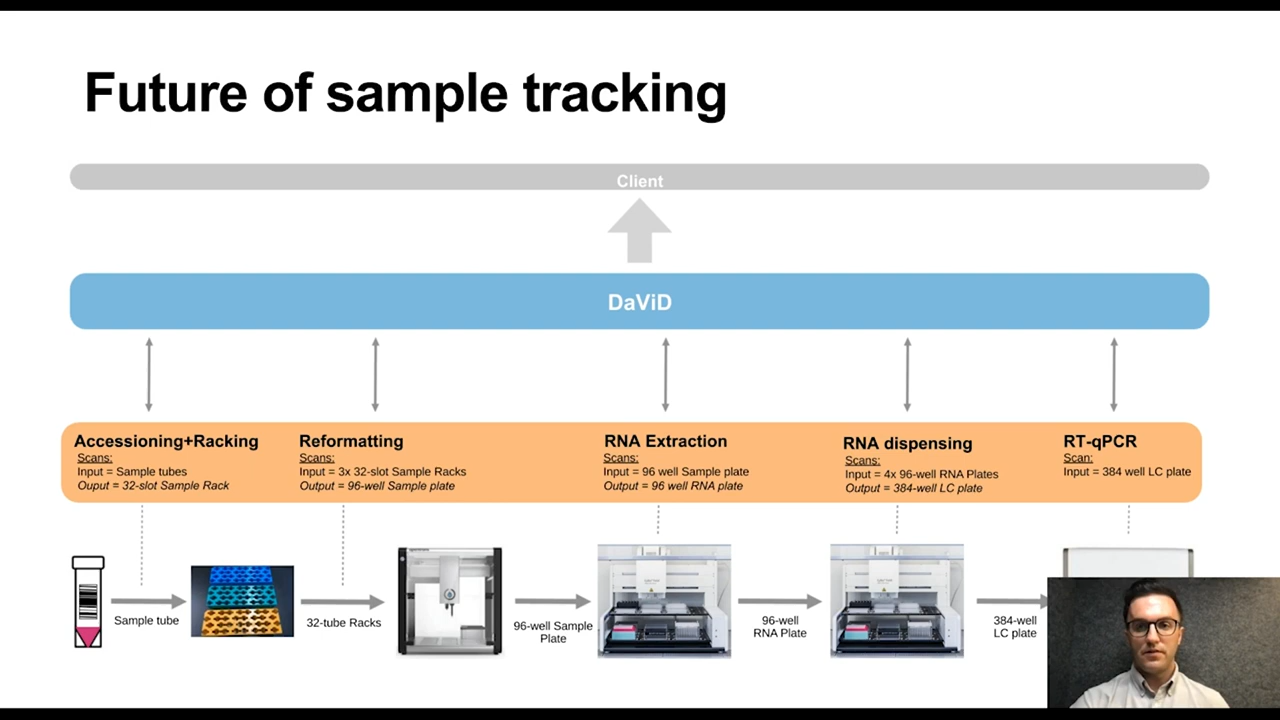 Future of sample tracking
Client
DaViD
Accessioning+Racking
Scans:
Input = Sample tubes
Ouput = 32-slot Sample Rack
Reformatting
Scans:
Input = 3x 32-slot Sample Racks
Output = 96-well Sample plate
RNA Extraction
Scans:
Input = 96 well Sample plate
Output = 96 well RNA plate
RNA dispensing
Scans:
Input = 4x 96-well RNA Plates
Output = 384-well LC plate
RT-qPCR
Scan:
Input = 384 well LC plate
Sample tube
32-tube Racks
96-well Sample
Plate
96-well
RNA Plate
384-well
LC plate